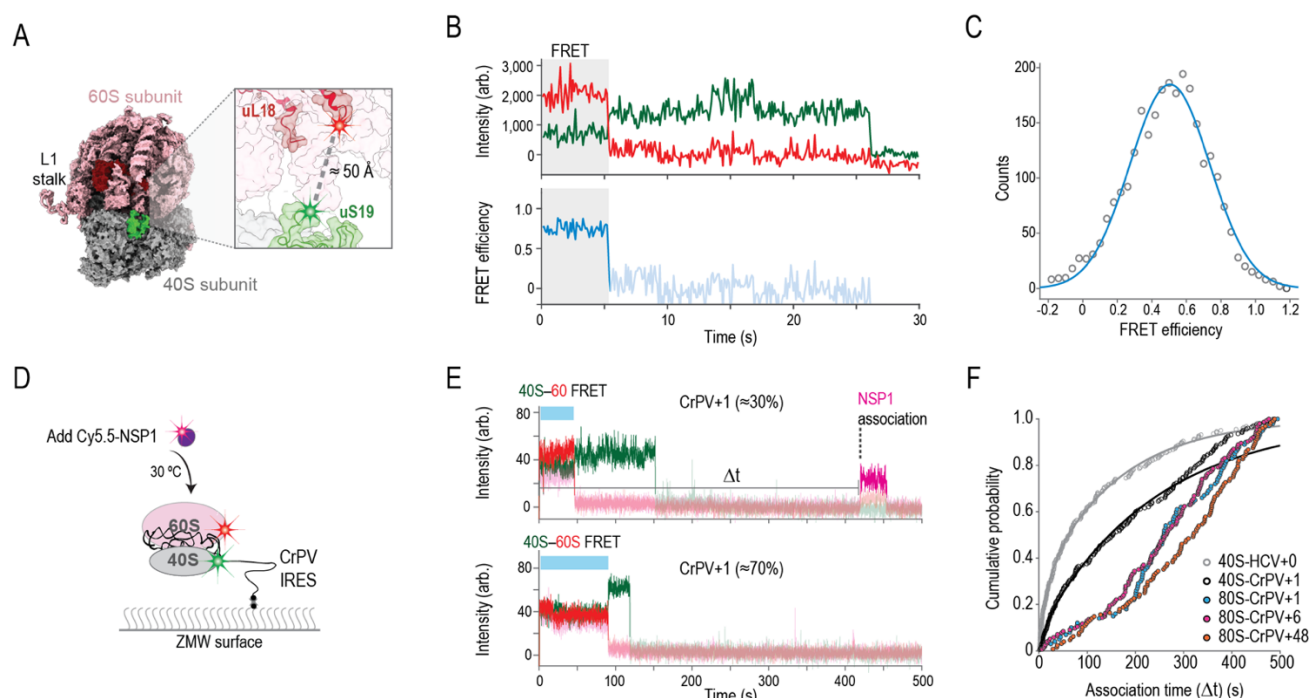 A
60S subunit
L1
stalk
uL18
≈ 50 Å
uS19
40S subunit
B
FRET
Intensity (arb.)
3,000
2,000
1,000
0
FRET efficiency
1.0
0.5
0
0
10
20
30
Time (s)
C
Counts
200
150
100
50
0
-0.2
0
0.2
0.4
0.6
0.8
1.0
1.2
FRET efficiency
D
Add Cy5.5-NSP1
30 ºC
60S
40S
CrPV
IRES
ZMW surface
E
40S–60 FRET
CrPV+1 (≈30%)
NSP1
association
Intensity (arb.)
80
40
0
Δt
40S–60S FRET
CrPV+1 (≈70%)
Intensity (arb.)
80
40
0
0
100
200
300
400
500
Time (s)
F
Cumulative probability
1.0
0.8
0.6
0.4
0.2
0
40S-HCV+0
40S-CrPV+1
80S-CrPV+1
80S-CrPV+6
80S-CrPV+48
0
100
200
300
400
500
Association time (Δt) (s)